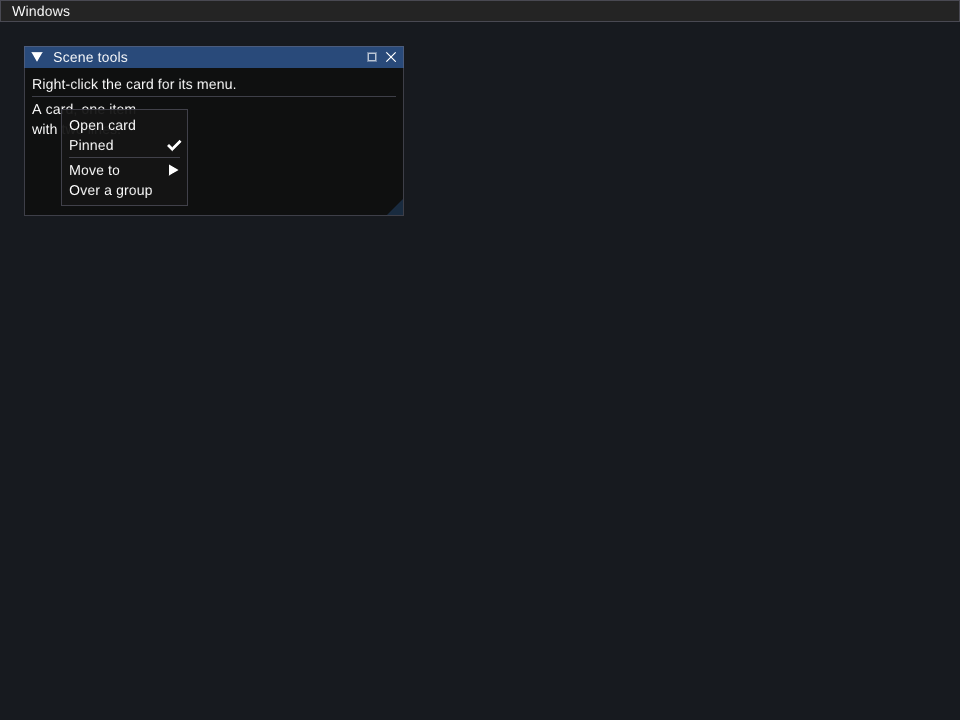 Windows
Scene tools
Right-click the card for its menu.
A card, one item
with
Open card
Pinned
Move to
Over a group